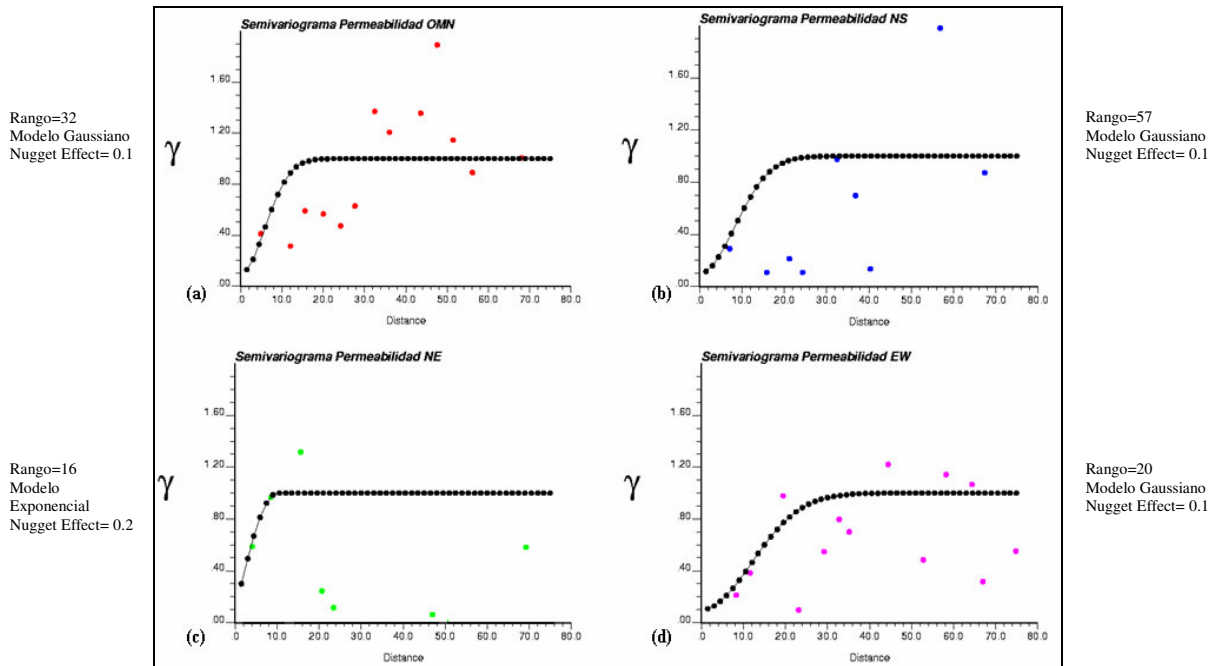 Rango=32
Modelo Gaussiano
Nugget Effect= 0.1
Semivariograma Permeabilidad OMN
γ
1.60
1.20
.80
.40
.00
.0 10.0 20.0 30.0 40.0 50.0 60.0 70.0 80.0
Distance
(a)
Semivariograma Permeabilidad NS
γ
1.60
1.20
.80
.40
.00
.0 10.0 20.0 30.0 40.0 50.0 60.0 70.0 80.0
Distance
(b)
Rango=57
Modelo Gaussiano
Nugget Effect= 0.1
Rango=16
Modelo
Exponencial
Nugget Effect= 0.2
Semivariograma Permeabilidad NE
γ
1.60
1.20
.80
.40
.00
.0 10.0 20.0 30.0 40.0 50.0 60.0 70.0 80.0
Distance
(c)
Semivariograma Permeabilidad EW
γ
1.60
1.20
.80
.40
.00
.0 10.0 20.0 30.0 40.0 50.0 60.0 70.0 80.0
Distance
(d)
Rango=20
Modelo Gaussiano
Nugget Effect= 0.1